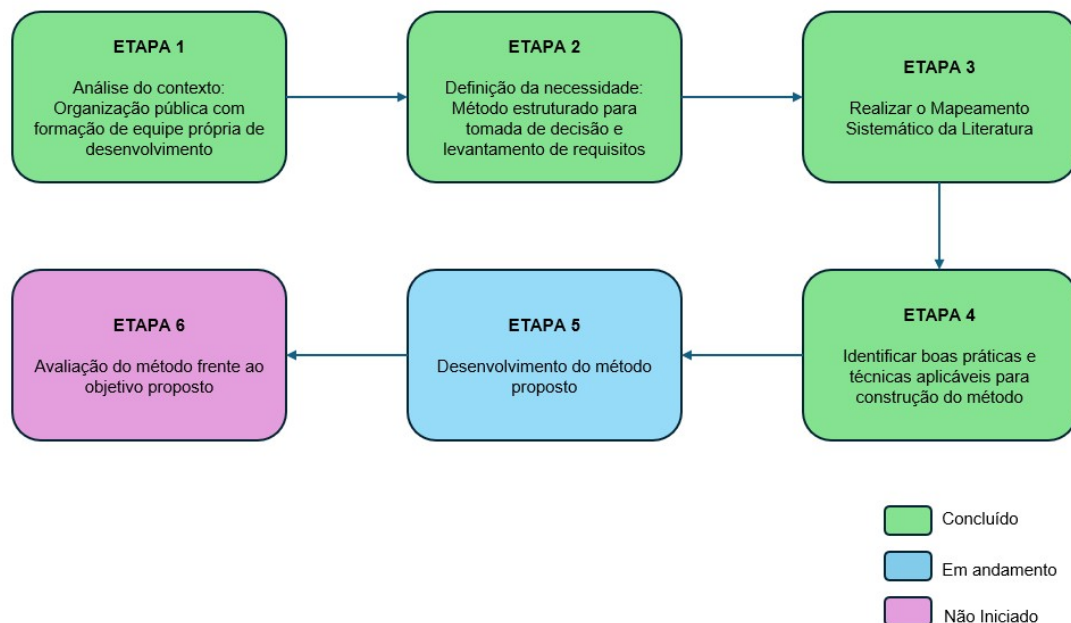 ETAPA 1
Análise do contexto:
Organização pública com
formação de equipe própria de
desenvolvimento
ETAPA 2
Definição da necessidade:
Método estruturado para
tomada de decisão e
levantamento de requisitos
ETAPA 3
Realizar o Mapeamento
Sistemático da Literatura
ETAPA 4
Identificar boas práticas e
técnicas aplicáveis para
construção do método
ETAPA 5
Desenvolvimento do método
proposto
ETAPA 6
Avaliação do método frente ao
objetivo proposto
Concluído
Em andamento
Não Iniciado